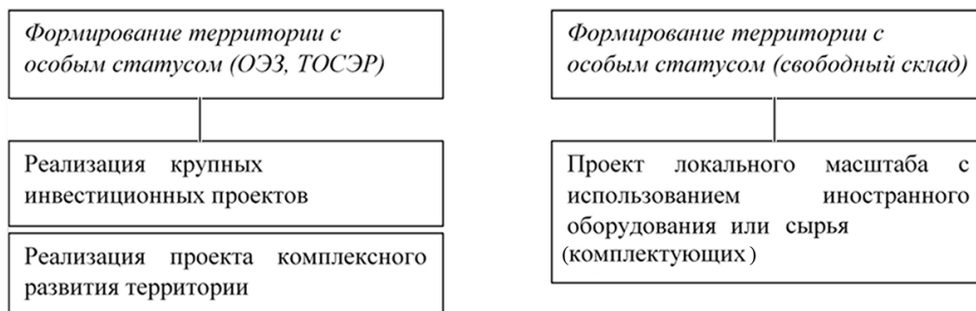 Формирование территории с
особым статусом (ОЭЗ, ТОСЭР)
Реализация крупных
инвестиционных проектов
Реализация проекта комплексного
развития территории
Формирование территории с
особым статусом (свободный склад)
Проект локального масштаба с
использованием иностранного
оборудования или сырья
(комплектующих)